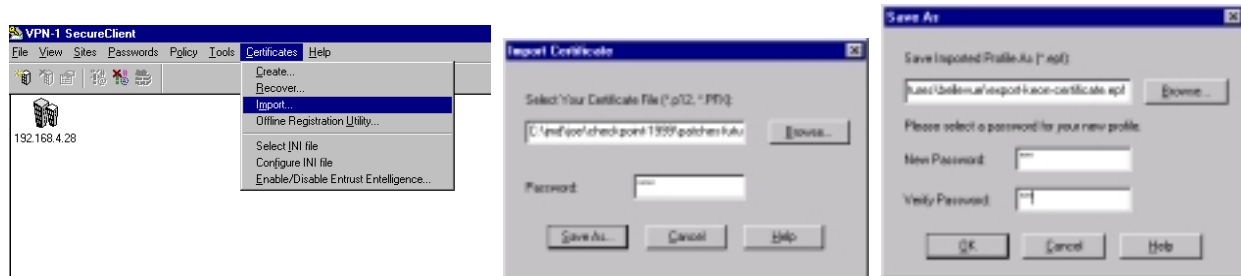 VPN-1 SecureClient
File View Sites Passwords Policy Tools Certificates Help
Create...
Recover...
Import...
Offline Registration Utility...
Select INI file
Configure INI file
Enable/Disable Entrust Entelligence...
192.168.4.28
Import Certificate
Select Your Certificate File (*.p12, *.PFX):
Browse...
Password:
Save As... Cancel Help
Save As
Save Imported Profile As (*.epf):
Browse...
Please select a password for your new profile.
New Password:
Verify Password:
OK Cancel Help